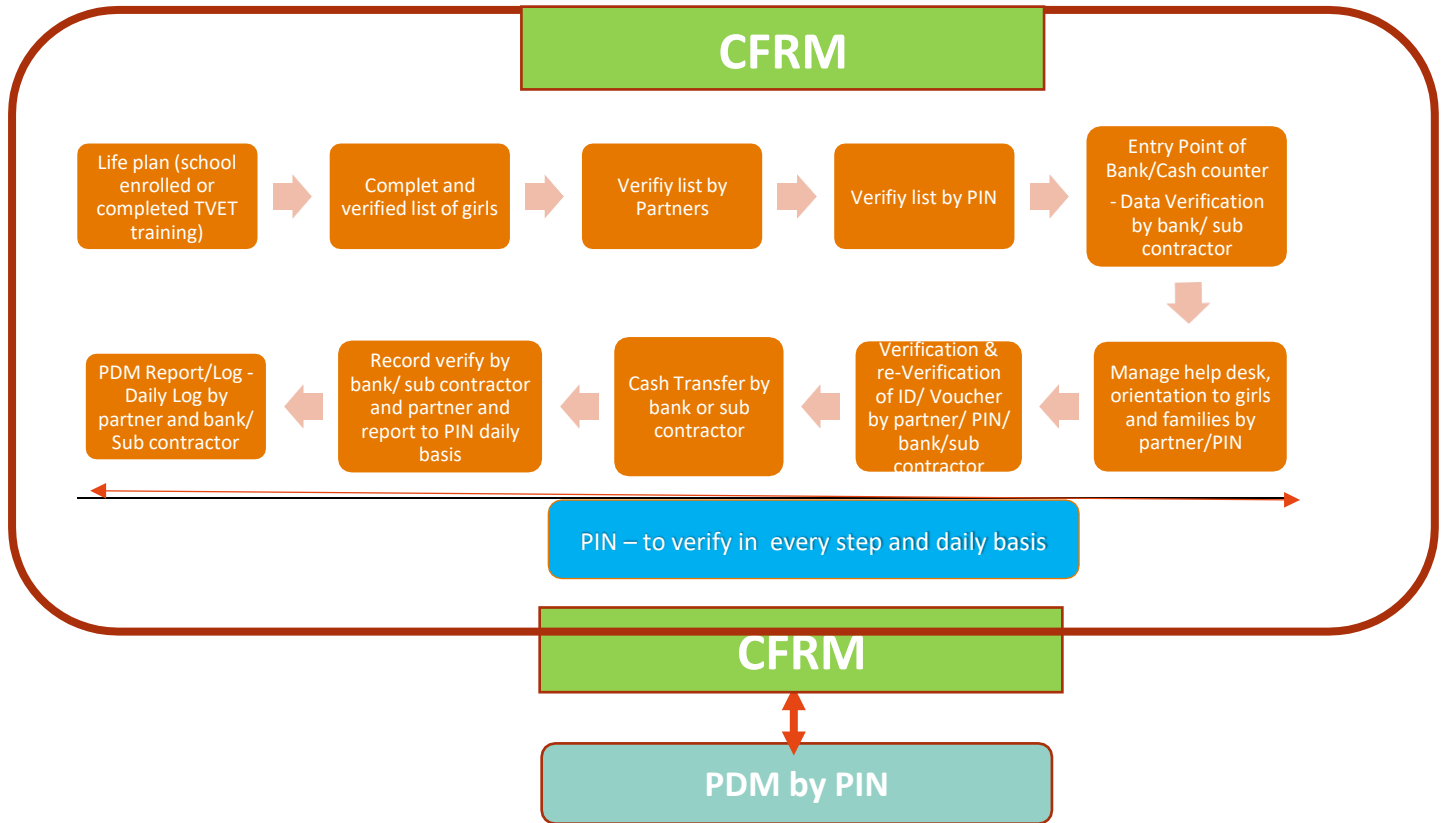 CFRM
Life plan (school
enrolled or
completed TVET
training)
Complet and
verified list of girls
Verifiy list by
Partners
Verifiy list by PIN
Entry Point of
Bank/Cash counter
- Data Verification
by bank/ sub
contractor
PDM Report/Log -
Daily Log by
partner and bank/
Sub contractor
Record verify by
bank/ sub contractor
and partner and
report to PIN daily
basis
Cash Transfer by
bank or sub
contractor
Verification &
re-Verification
of ID/ Voucher
by partner/ PIN/
bank/sub
contractor
Manage help desk,
orientation to girls
and families by
partner/PIN
PIN – to verify in  every step and daily basis
CFRM
PDM by PIN